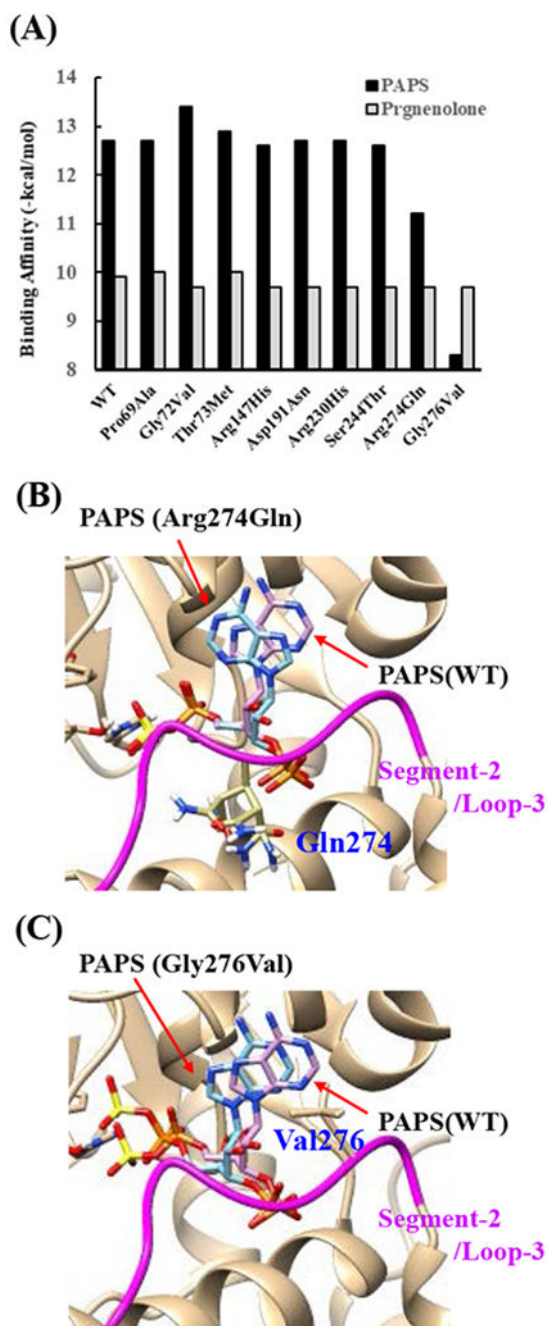 (A)
14
13
12
11
10
9
8
Binding Affinity (-kcal/mol)
PAPS
Prgnenolone
WT
Pro69Ala
Gly72Val
Thr73Met
Arg147His
Asp191Asn
Arg230His
Ser244Thr
Arg274Gln
Gly276Val
(B)
PAPS (Arg274Gln)
PAPS(WT)
Segment-2
/Loop-3
Gln274
(C)
PAPS (Gly276Val)
PAPS(WT)
Val276
Segment-2
/Loop-3